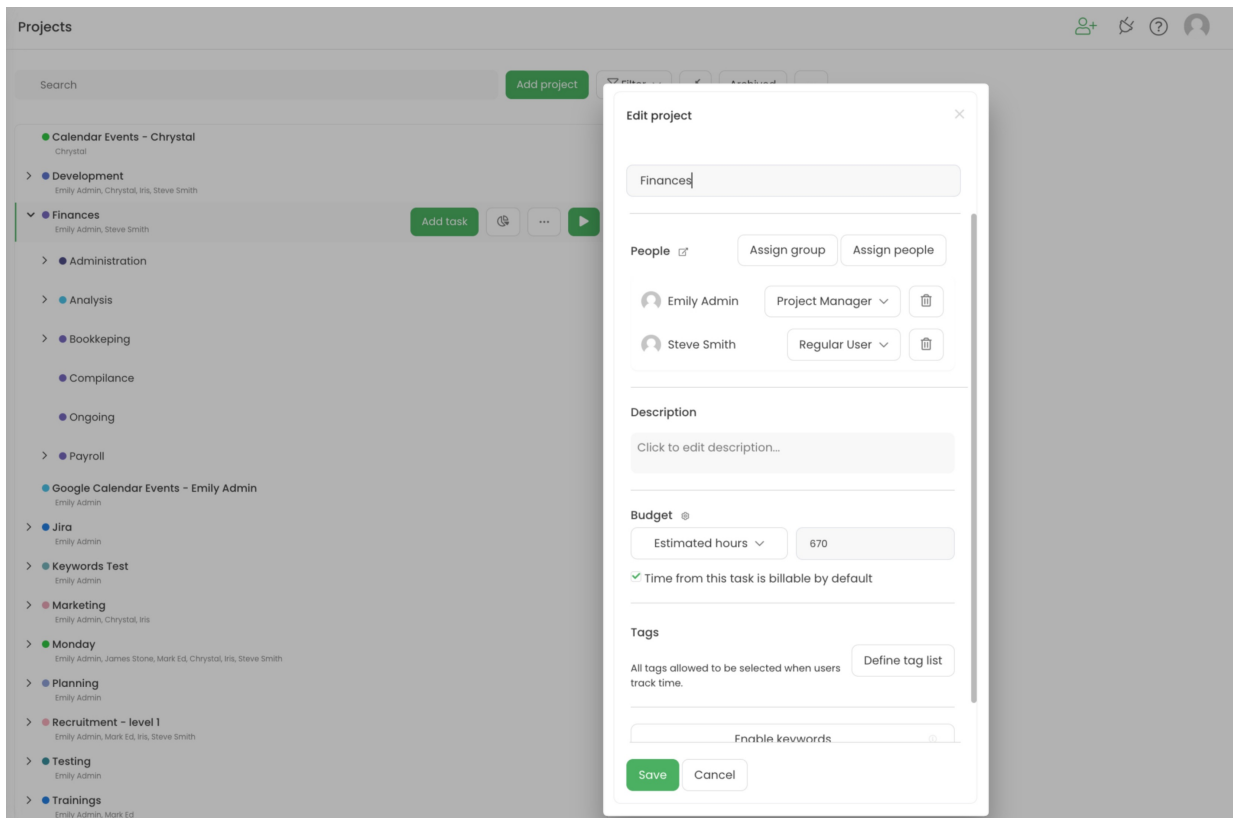 Projects
Search
Add project
Filter
Archived
Calendar Events - Chrystal
Chrystal
Development
Emily Admin, Chrystal, Iris, Steve Smith
Finances
Emily Admin, Steve Smith
Add task
Administration
Analysis
Bookkeping
Compilance
Ongoing
Payroll
Google Calendar Events - Emily Admin
Emily Admin
Jira
Emily Admin
Keywords Test
Emily Admin
Marketing
Emily Admin, Chrystal, Iris
Monday
Emily Admin, James Stone, Mark Ed, Chrystal, Iris, Steve Smith
Planning
Emily Admin
Recruitment - level 1
Emily Admin, Mark Ed, Iris, Steve Smith
Testing
Emily Admin
Trainings
Emily Admin, Mark Ed
Edit project
Finances
People
Assign group
Assign people
Emily Admin
Project Manager
Steve Smith
Regular User
Description
Click to edit description...
Budget
Estimated hours
670
Time from this task is billable by default
Tags
All tags allowed to be selected when users
track time.
Define tag list
Enable keywords
Save
Cancel